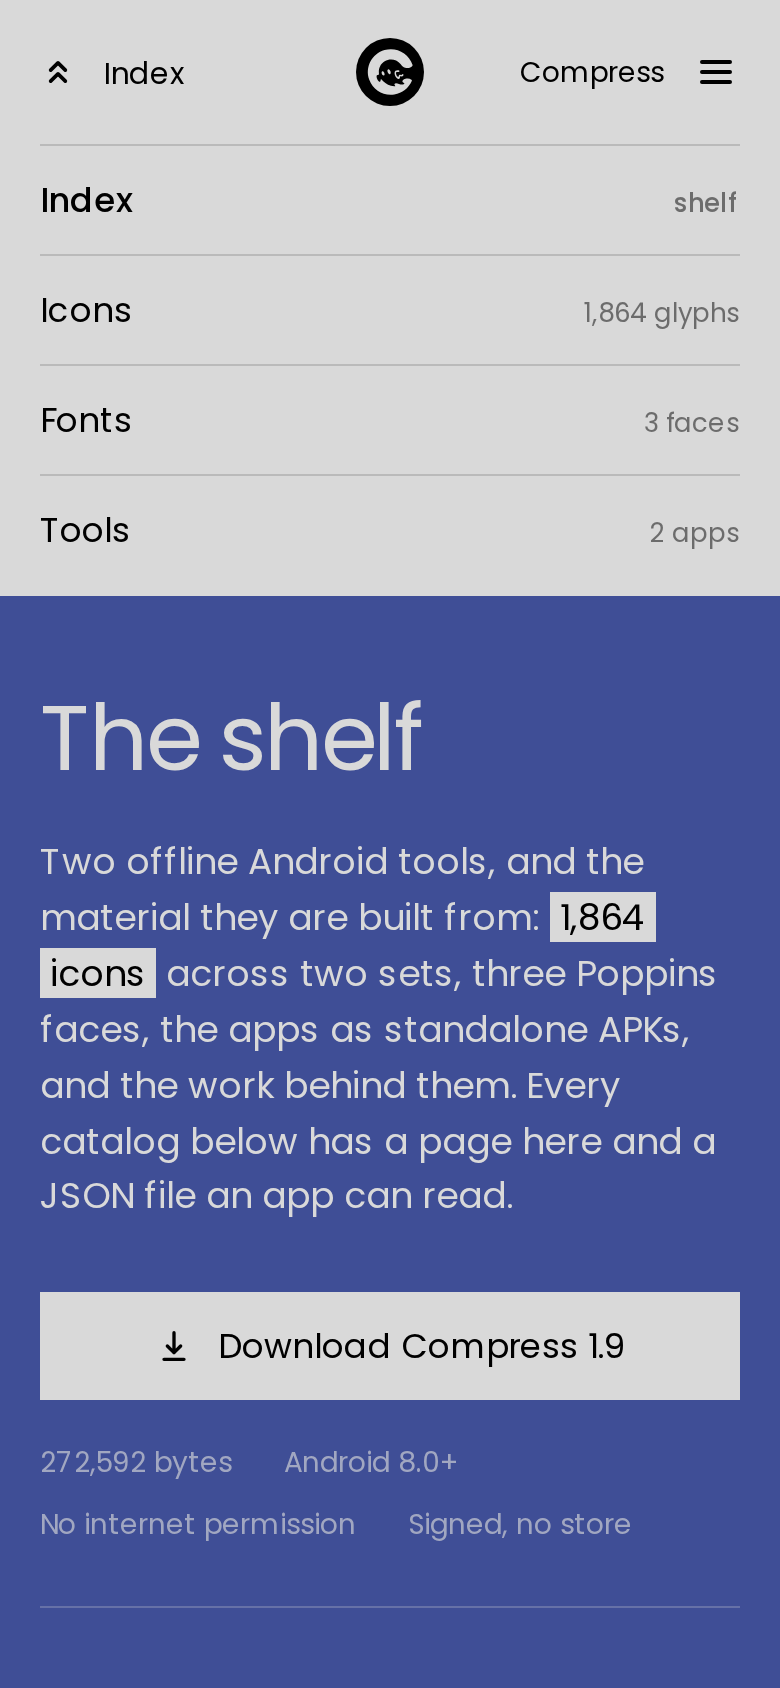 Index
Compress
Index
shelf
Icons
1,864 glyphs
Fonts
3 faces
Tools
2 apps
The shelf
Two offline Android tools, and the
material they are built from: 1,864
icons across two sets, three Poppins
faces, the apps as standalone APKs,
and the work behind them. Every
catalog below has a page here and a
JSON file an app can read.
Download Compress 1.9
272,592 bytes
Android 8.0+
No internet permission
Signed, no store